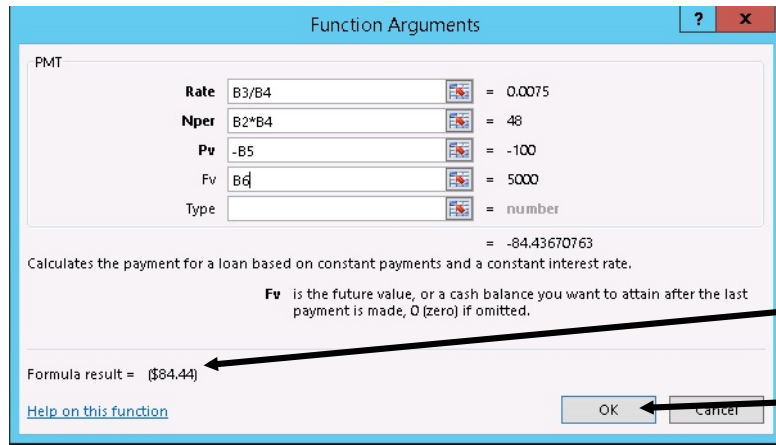 Function Arguments
? x
PMT
Rate B3/B4 = 0.0075
Nper B2*B4 = 48
Pv -B5 = -100
Fv B6 = 5000
Type = number
= -84.43670763
Calculates the payment for a loan based on constant payments and a constant interest rate.
Fv is the future value, or a cash balance you want to attain after the last
payment is made, 0 (zero) if omitted.
Formula result = ($84.44)
Help on this function
OK Cancel